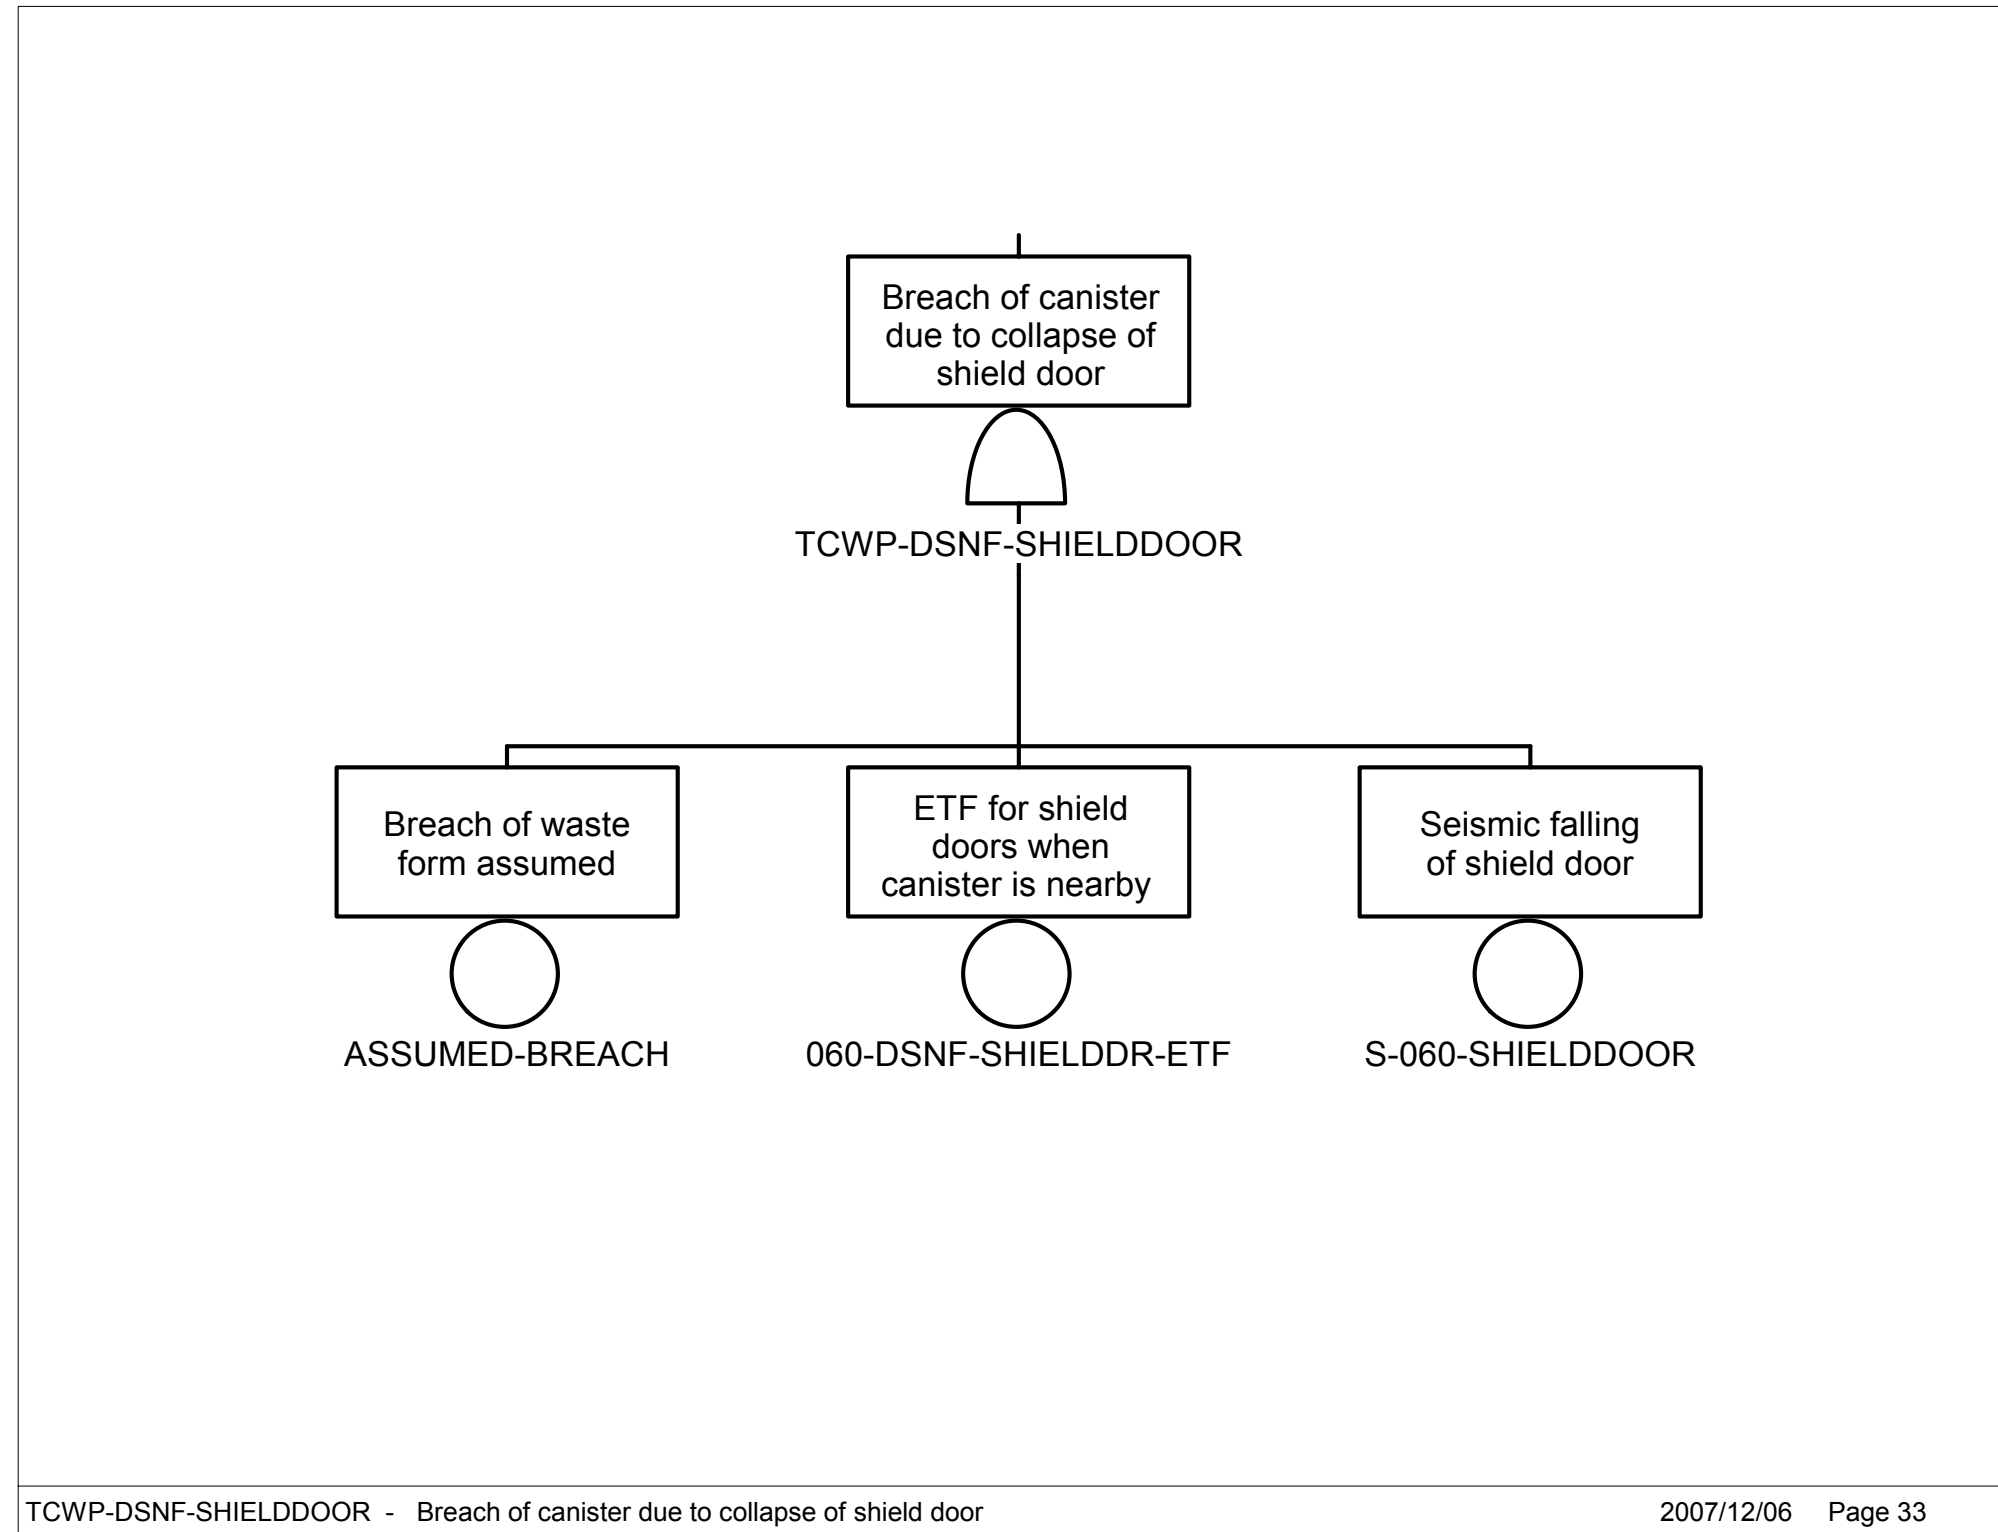 Breach of canister
due to collapse of
shield door
TCWP-DSNF-SHIELDDOOR
Breach of waste
form assumed
ASSUMED-BREACH
ETF for shield
doors when
canister is nearby
060-DSNF-SHIELDDR-ETF
Seismic falling
of shield door
S-060-SHIELDDOOR
TCWP-DSNF-SHIELDDOOR - Breach of canister due to collapse of shield door 2007/12/06 Page 33